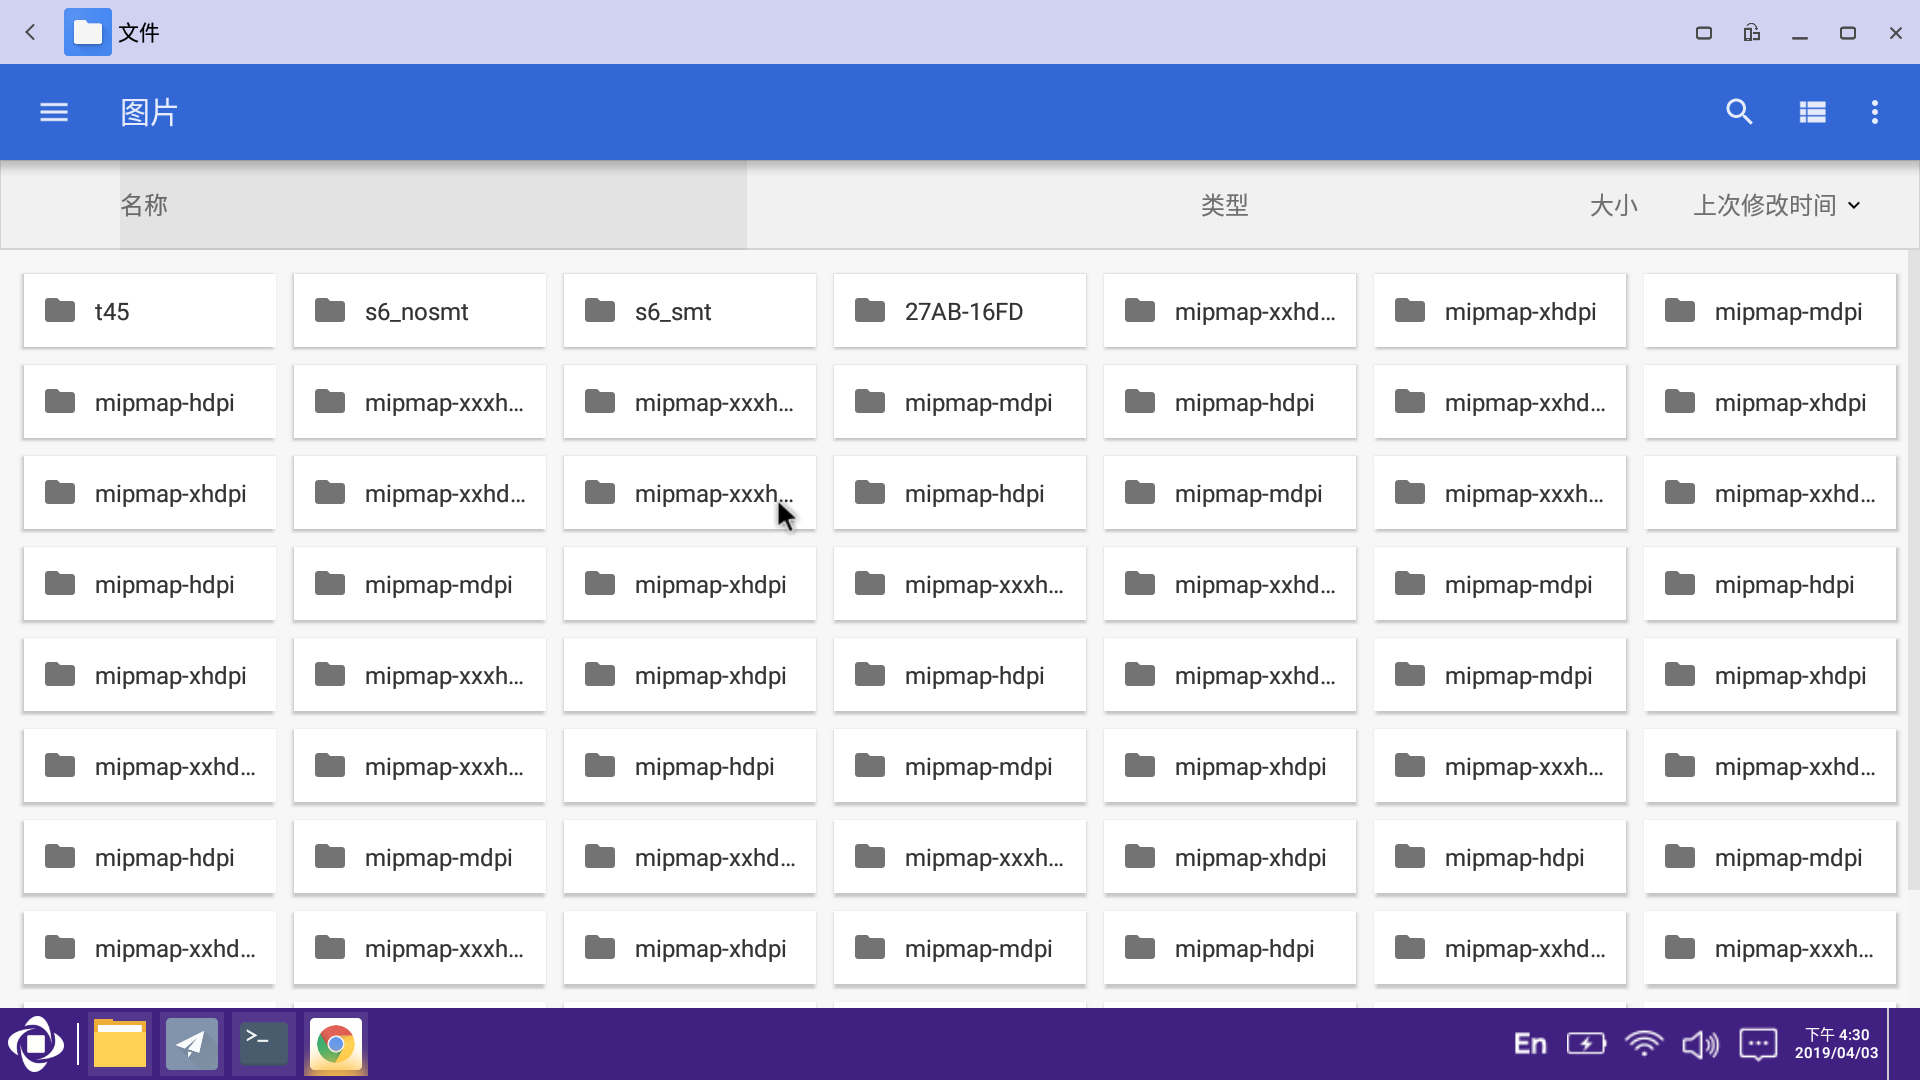 文件
图片
名称 类型 大小 上次修改时间
t45 s6_nosmt s6_smt 27AB-16FD mipmap-xxhd... mipmap-xhdpi mipmap-mdpi
mipmap-hdpi mipmap-xxxh... mipmap-xxxh... mipmap-mdpi mipmap-hdpi mipmap-xxhd... mipmap-xhdpi
mipmap-xhdpi mipmap-xxhd... mipmap-xxxh... mipmap-hdpi mipmap-mdpi mipmap-xxxh... mipmap-xxhd...
mipmap-hdpi mipmap-mdpi mipmap-xhdpi mipmap-xxxh... mipmap-xxhd... mipmap-mdpi mipmap-hdpi
mipmap-xhdpi mipmap-xxxh... mipmap-xhdpi mipmap-hdpi mipmap-xxhd... mipmap-mdpi mipmap-xhdpi
mipmap-xxhd... mipmap-xxxh... mipmap-hdpi mipmap-mdpi mipmap-xhdpi mipmap-xxxh... mipmap-xxhd...
mipmap-hdpi mipmap-mdpi mipmap-xxhd... mipmap-xxxh... mipmap-xhdpi mipmap-hdpi mipmap-mdpi
mipmap-xxhd... mipmap-xxxh... mipmap-xhdpi mipmap-mdpi mipmap-hdpi mipmap-xxhd... mipmap-xxxh...
En
下午 4:30
2019/04/03